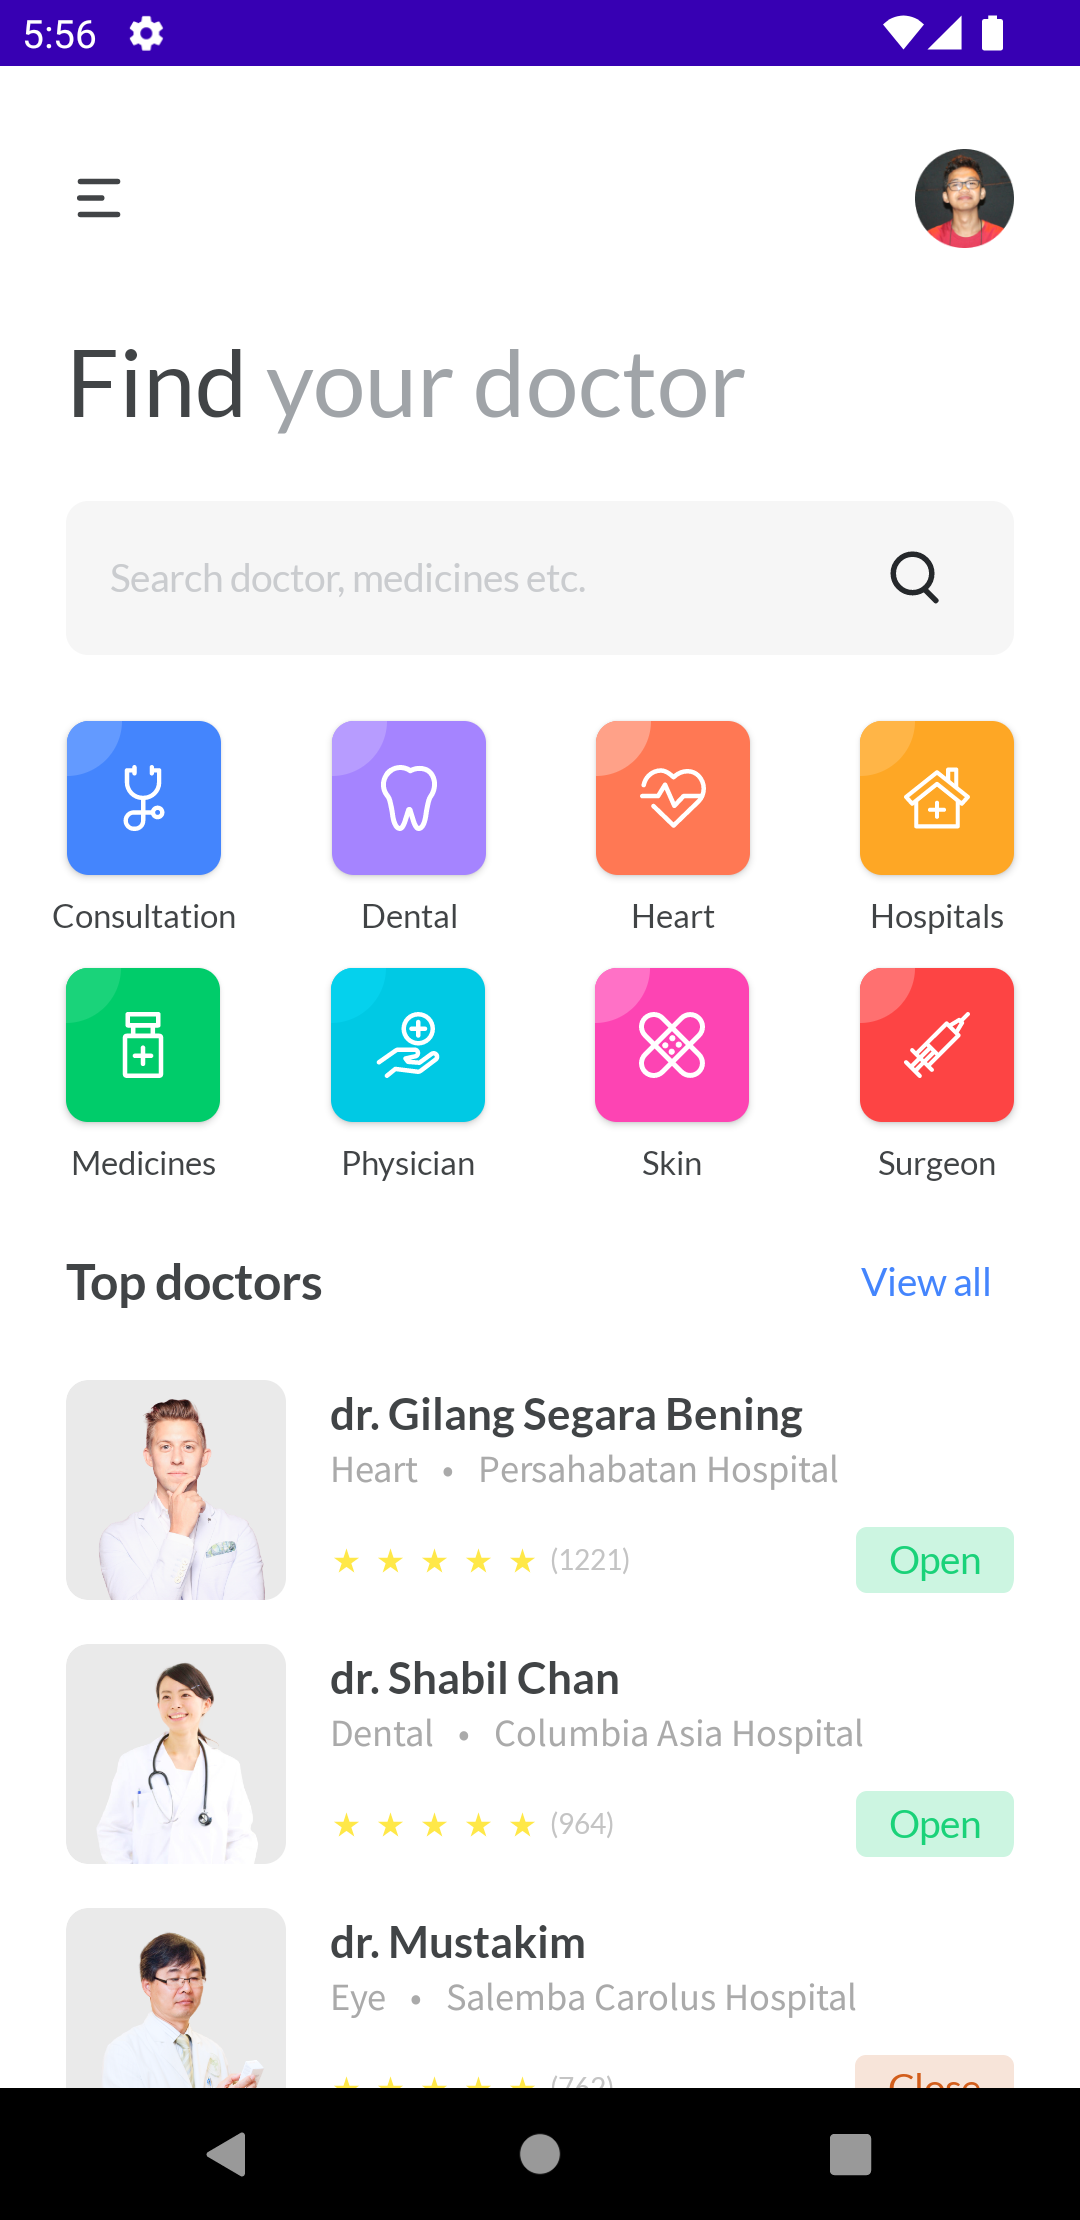 5:56
Find your doctor
Search doctor, medicines etc.
Consultation Dental Heart Hospitals
Medicines Physician Skin Surgeon
Top doctors View all
dr. Gilang Segara Bening
Heart • Persahabatan Hospital
★ ★ ★ ★ ★ (1221) Open
dr. Shabil Chan
Dental • Columbia Asia Hospital
★ ★ ★ ★ ★ (964) Open
dr. Mustakim
Eye • Salemba Carolus Hospital
★ ★ ★ ★ ★ (762) Close